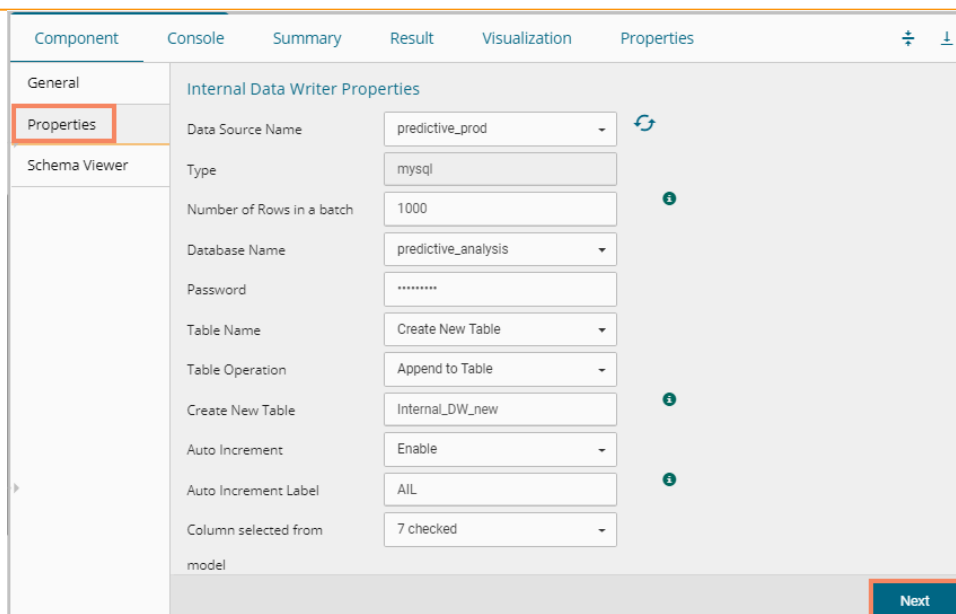 Component Console Summary Result Visualization Properties
General
Properties
Schema Viewer
Internal Data Writer Properties
Data Source Name predictive_prod
Type mysql
Number of Rows in a batch 1000
Database Name predictive_analysis
Password •••••••••
Table Name Create New Table
Table Operation Append to Table
Create New Table Internal_DW_new
Auto Increment Enable
Auto Increment Label AIL
Column selected from 7 checked
model
Next